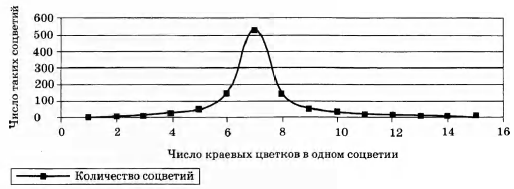 Число таких соцветий
600
500
400
300
200
100
0
0 2 4 6 8 10 12 14 16
Число краевых цветков в одном соцветии
Количество соцветий